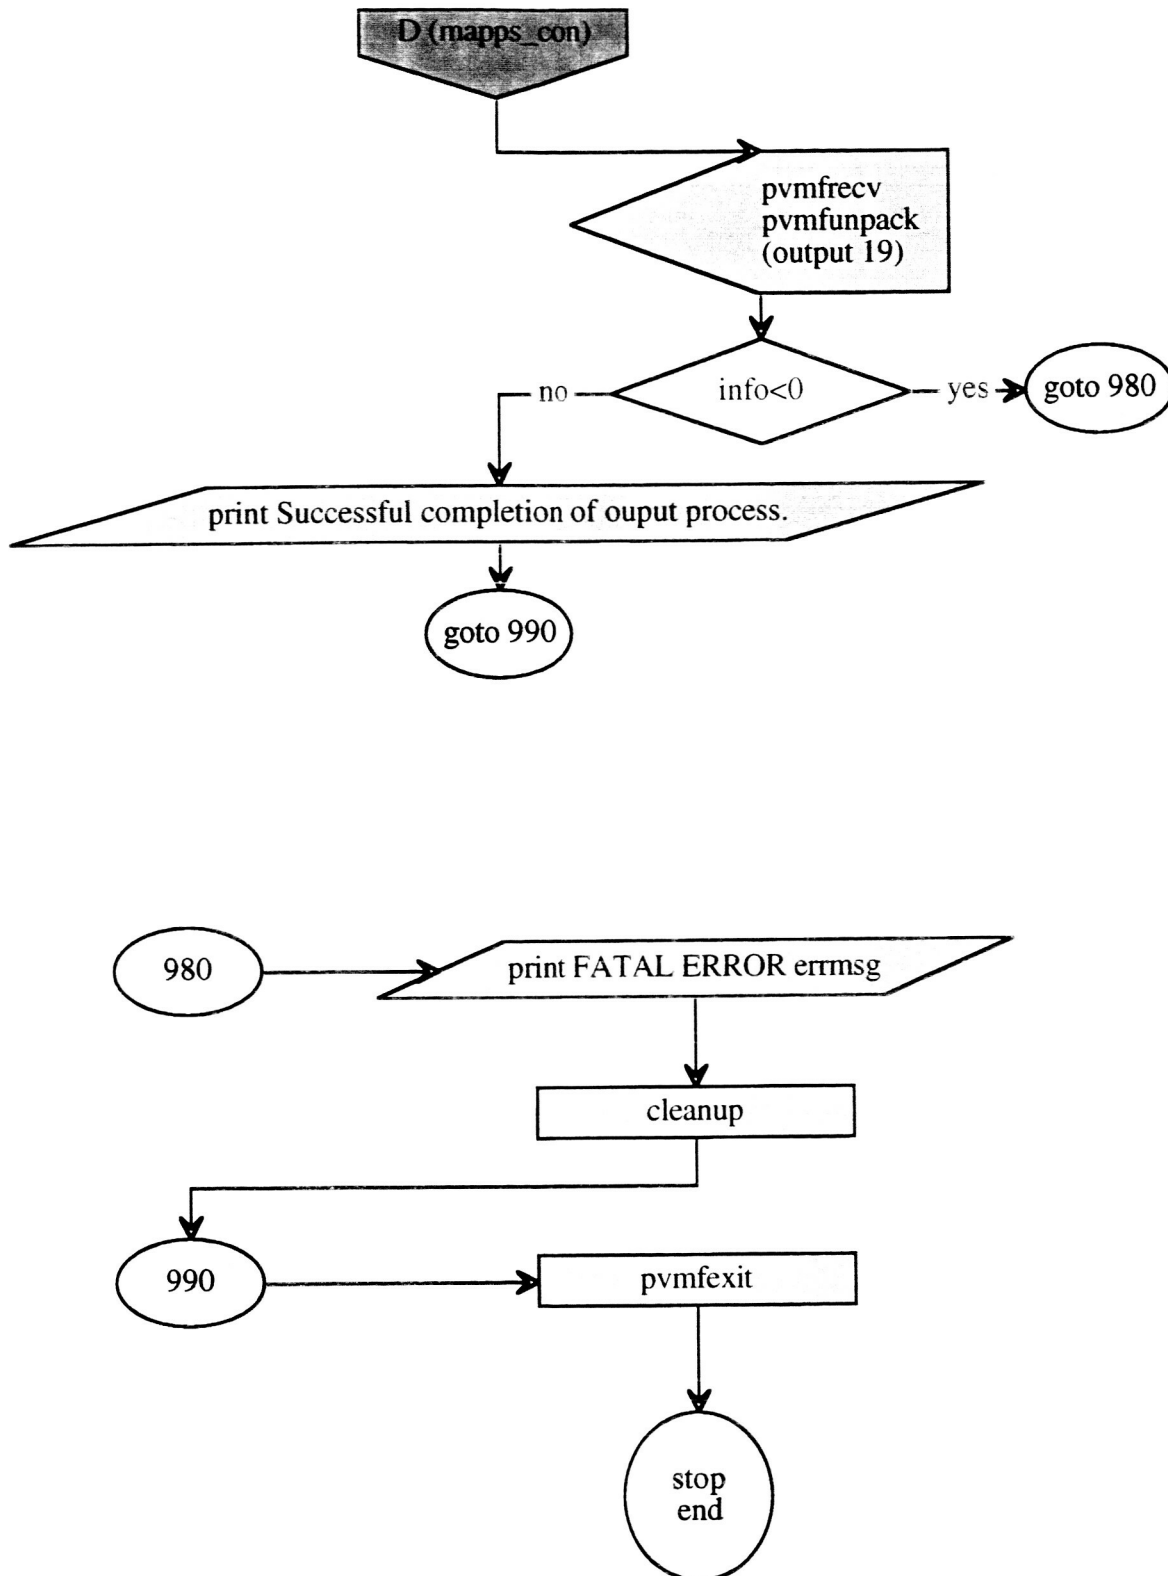 D (mapps_con)
pvmfrecv
pvmfunpack
(output 19)
info<0
no
yes
goto 980
print Successful completion of ouput process.
goto 990
980
print FATAL ERROR errmsg
cleanup
990
pvmfexit
stop
end